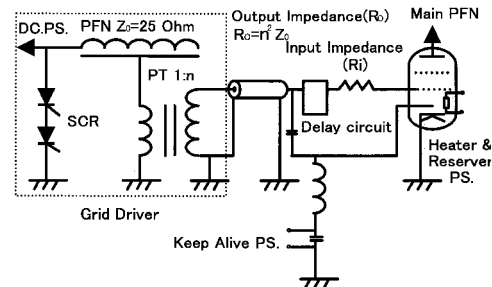 DC.PS.
PFN Z₀=25 Ohm
Output Impedance(R₀)
R₀=n² Z₀
Main PFN
Input Impedance
(Ri)
PT 1:n
SCR
Delay circuit
Heater &
Reserver
PS.
Grid Driver
Keep Alive PS.